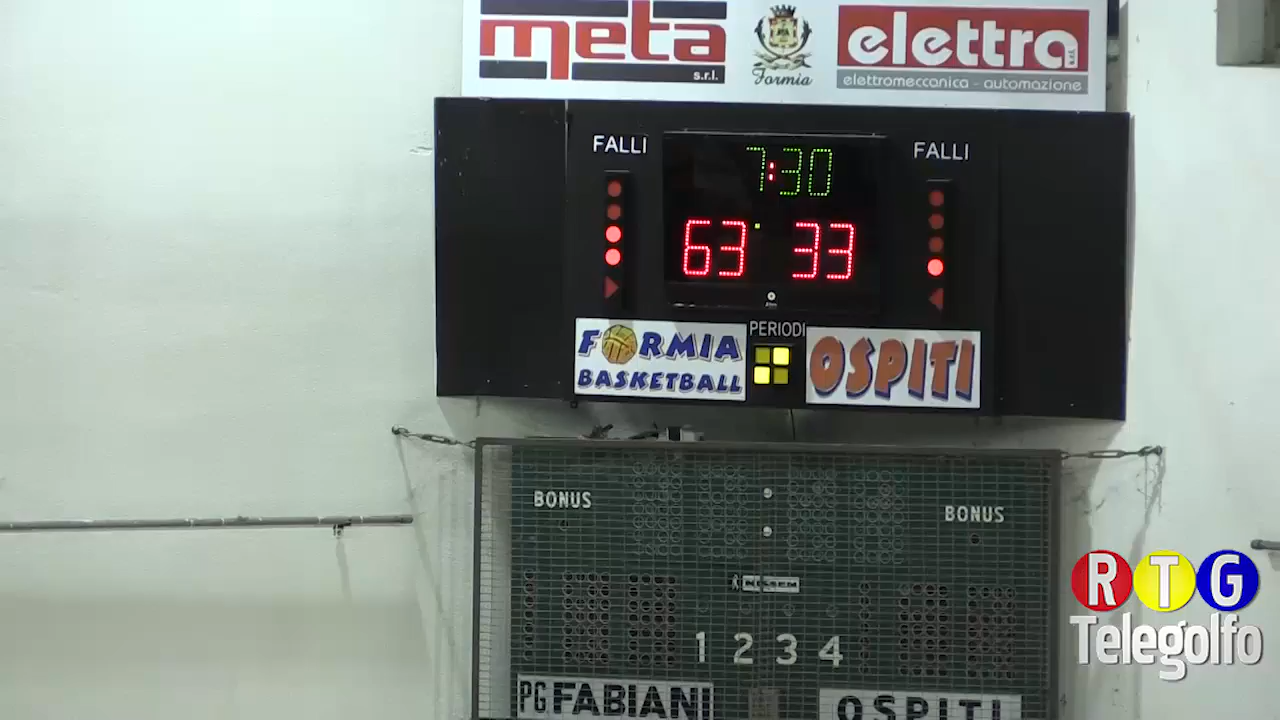 meta
s.r.l.
Formia
elettra
s.r.l.
elettromeccanica - automazione
FALLI
FALLI
7:30
63
33
PERIODI
FORMIA
BASKETBALL
OSPITI
BONUS
BONUS
NISSEN
1 2 3 4
PG FABIANI
OSPITI
RTG
Telegolfo